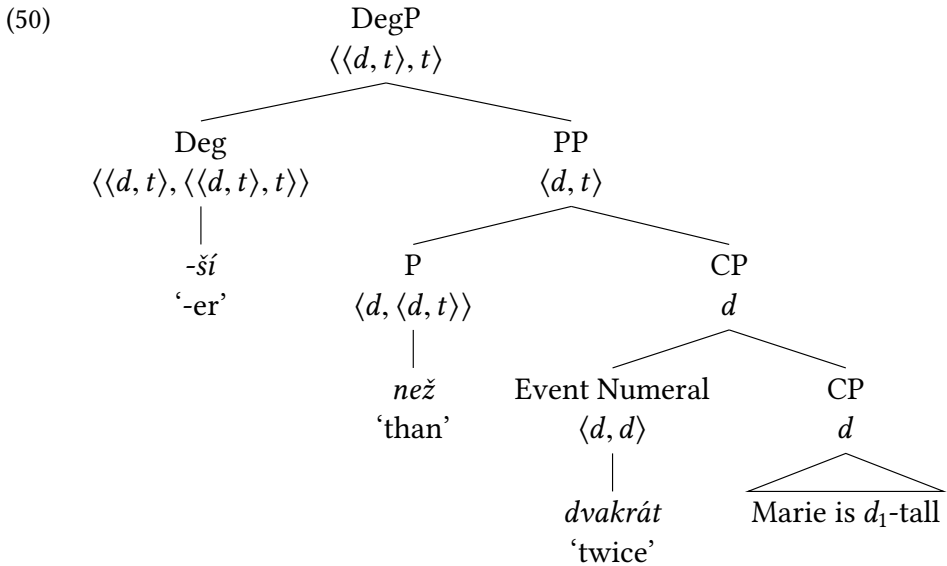 (50)
DegP
⟨⟨d, t⟩, t⟩
Deg PP
⟨⟨d, t⟩, ⟨⟨d, t⟩, t⟩⟩ ⟨d, t⟩
-ší P CP
‘-er’ ⟨d, ⟨d, t⟩⟩ d
než Event Numeral CP
‘than’ ⟨d, d⟩ d
dvakrát Marie is d₁-tall
‘twice’